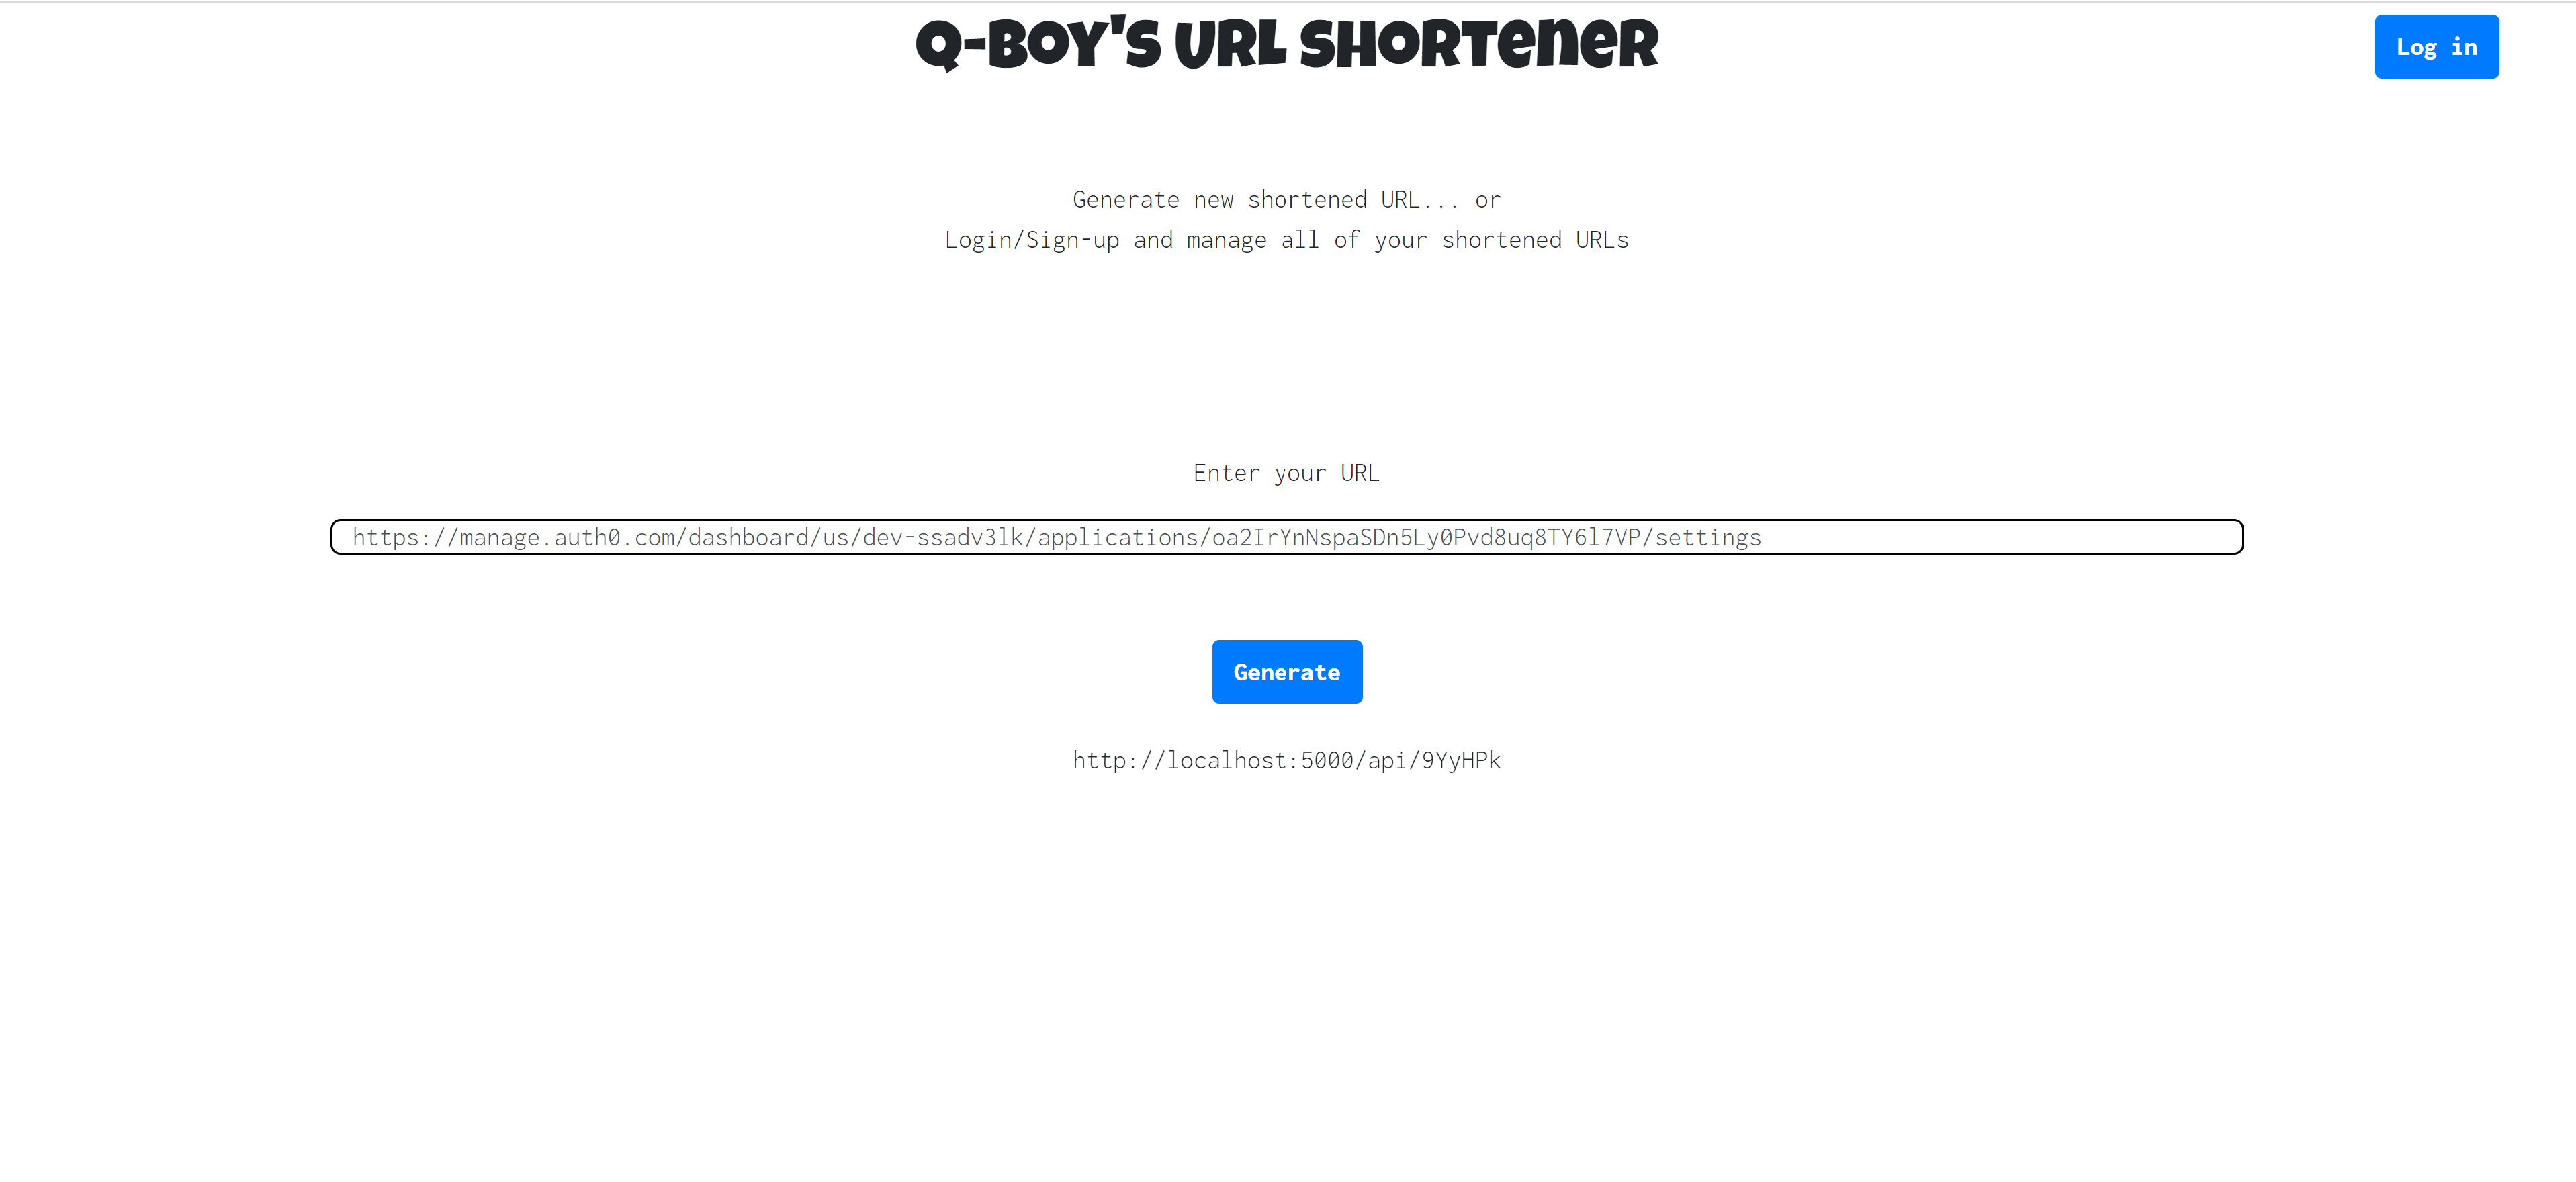 Q-BOY'S URL SHORTENER
Log in
Generate new shortened URL... or
Login/Sign-up and manage all of your shortened URLs
Enter your URL
https://manage.auth0.com/dashboard/us/dev-ssadv3lk/applications/oa2IrYnNspaSDn5Ly0Pvd8uq8TY6l7VP/settings
Generate
http://localhost:5000/api/9YyHPk